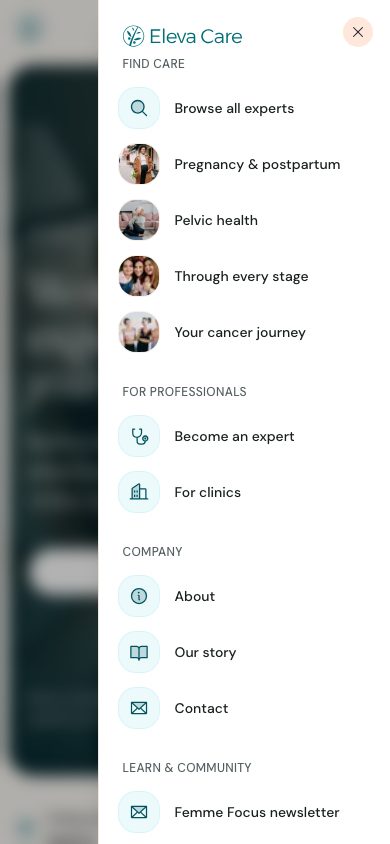 Eleva Care
FIND CARE
Browse all experts
Pregnancy & postpartum
Pelvic health
Through every stage
Your cancer journey
FOR PROFESSIONALS
Become an expert
For clinics
COMPANY
About
Our story
Contact
LEARN & COMMUNITY
Femme Focus newsletter